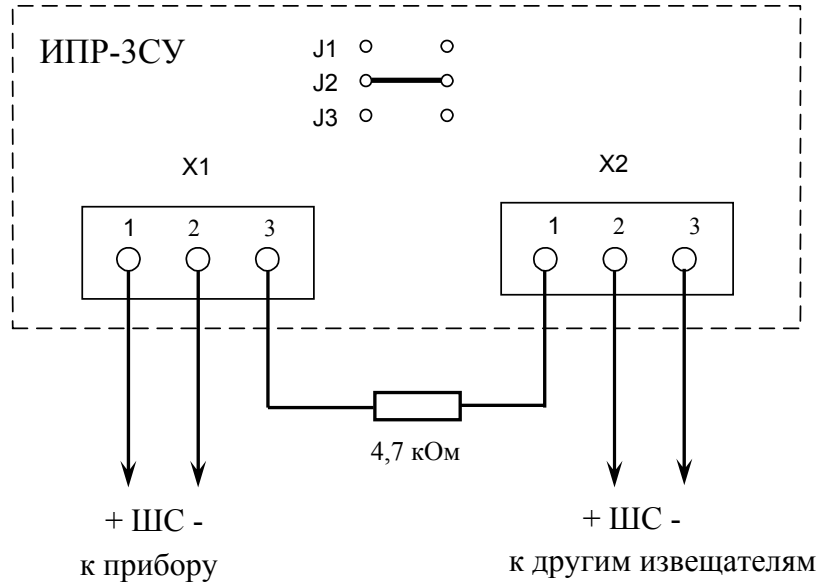 ИПР-3СУ
J1
J2
J3
X1
X2
1 2 3
1 2 3
4,7 кОм
+ ШС -
к прибору
+ ШС -
к другим извещателям